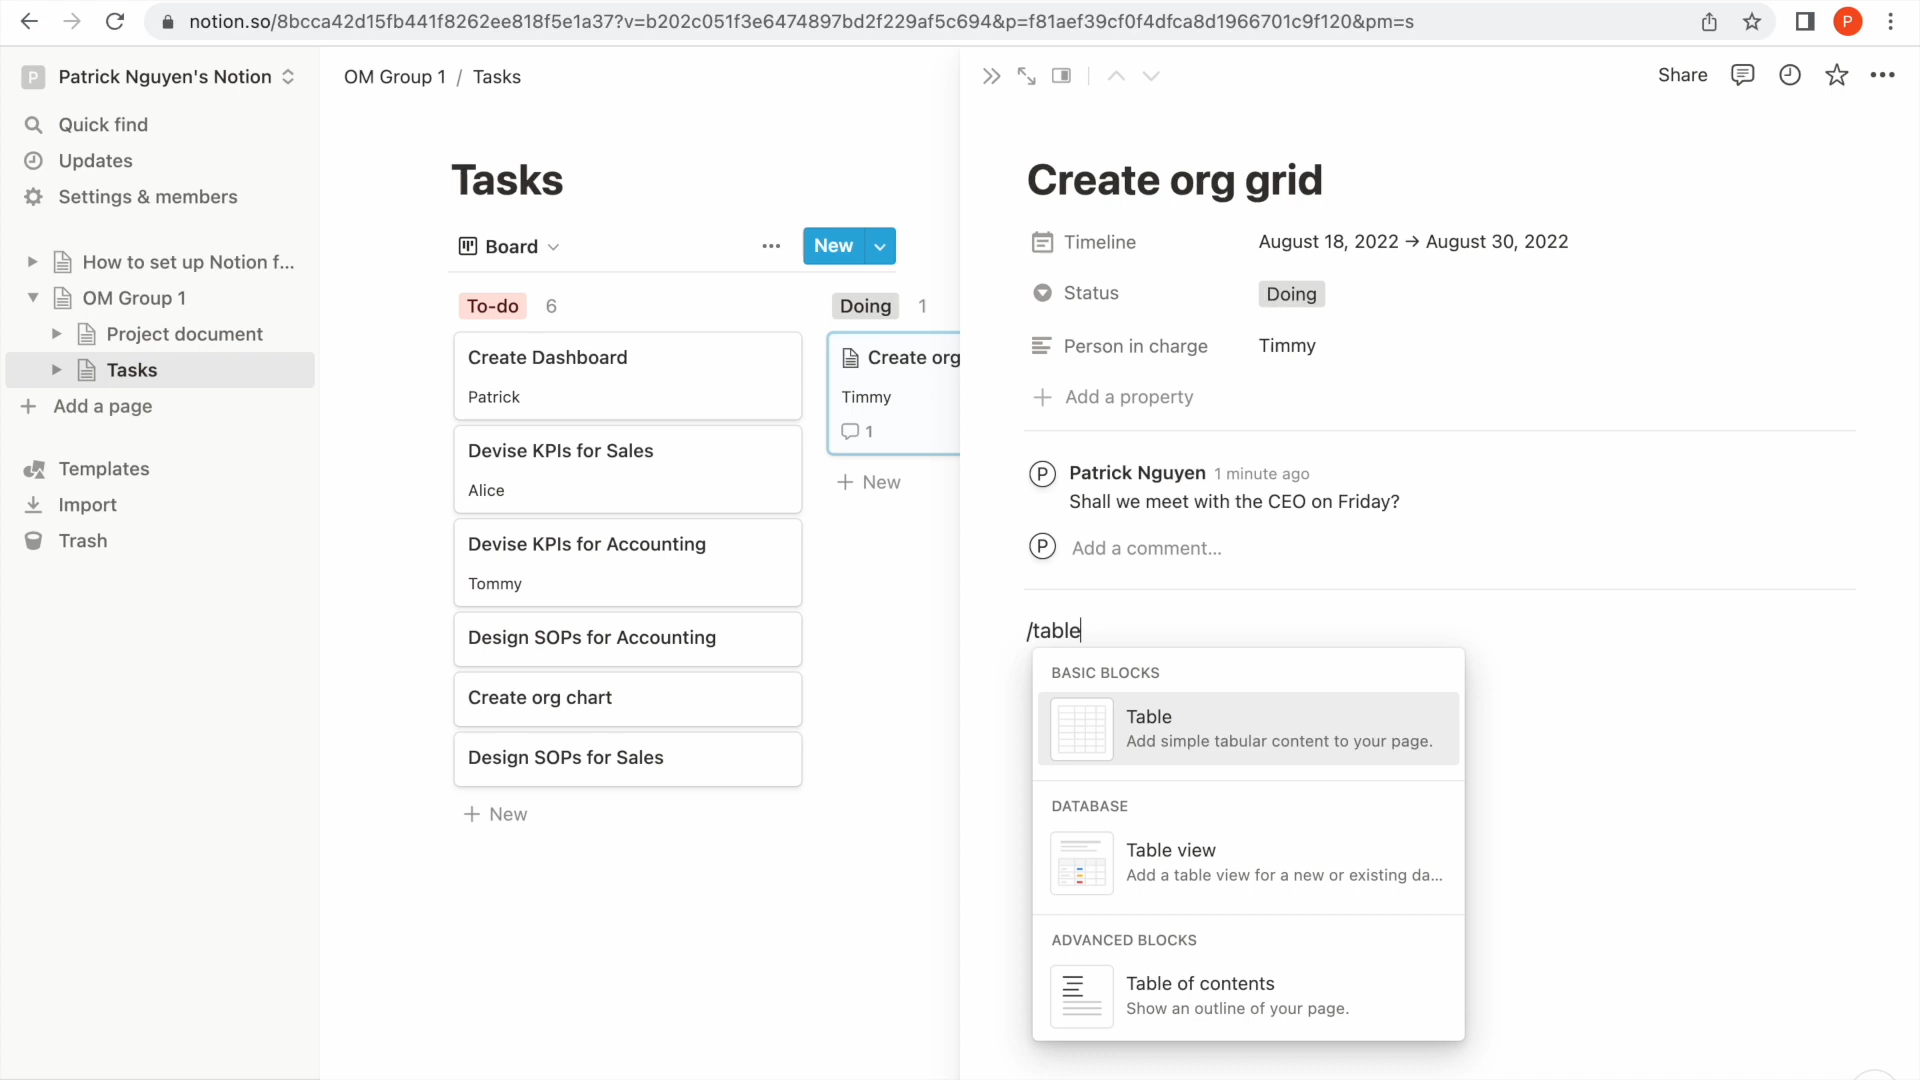 notion.so/8bcca42d15fb441f8262ee818f5e1a37?v=b202c051f3e6474897bd2f229af5c694&p=f81aef39cf0f4dfca8d1966701c9f120&pm=s
P
P Patrick Nguyen's Notion
Quick find
Updates
Settings & members
How to set up Notion f...
OM Group 1
Project document
Tasks
Add a page
Templates
Import
Trash
OM Group 1 / Tasks
Tasks
Board
New
To-do 6
Create Dashboard
Patrick
Devise KPIs for Sales
Alice
Devise KPIs for Accounting
Tommy
Design SOPs for Accounting
Create org chart
Design SOPs for Sales
New
Doing 1
Create org
Timmy
1
New
Share
Create org grid
Timeline August 18, 2022 → August 30, 2022
Status Doing
Person in charge Timmy
Add a property
P Patrick Nguyen 1 minute ago
Shall we meet with the CEO on Friday?
P Add a comment...
/table
BASIC BLOCKS
Table
Add simple tabular content to your page.
DATABASE
Table view
Add a table view for a new or existing da...
ADVANCED BLOCKS
Table of contents
Show an outline of your page.